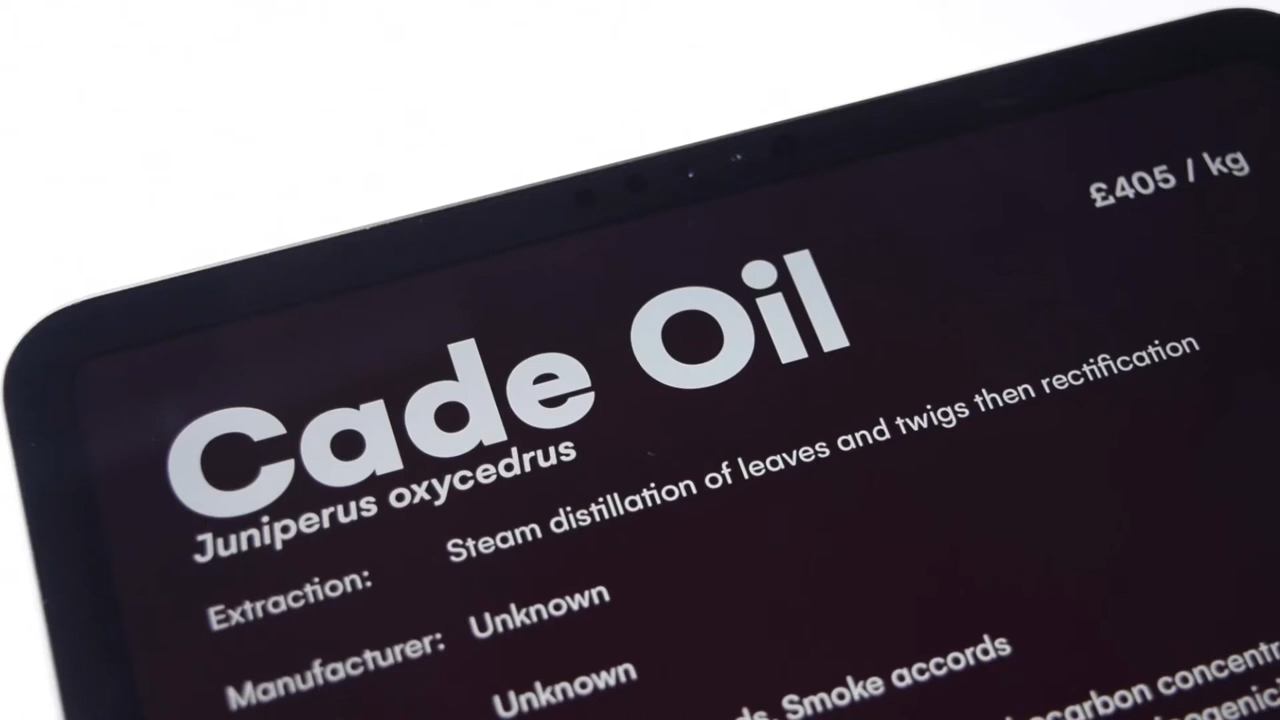 £405 / kg
Cade Oil
Juniperus oxycedrus
Extraction: Steam distillation of leaves and twigs then rectification
Manufacturer: Unknown
Unknown
Smoke accords